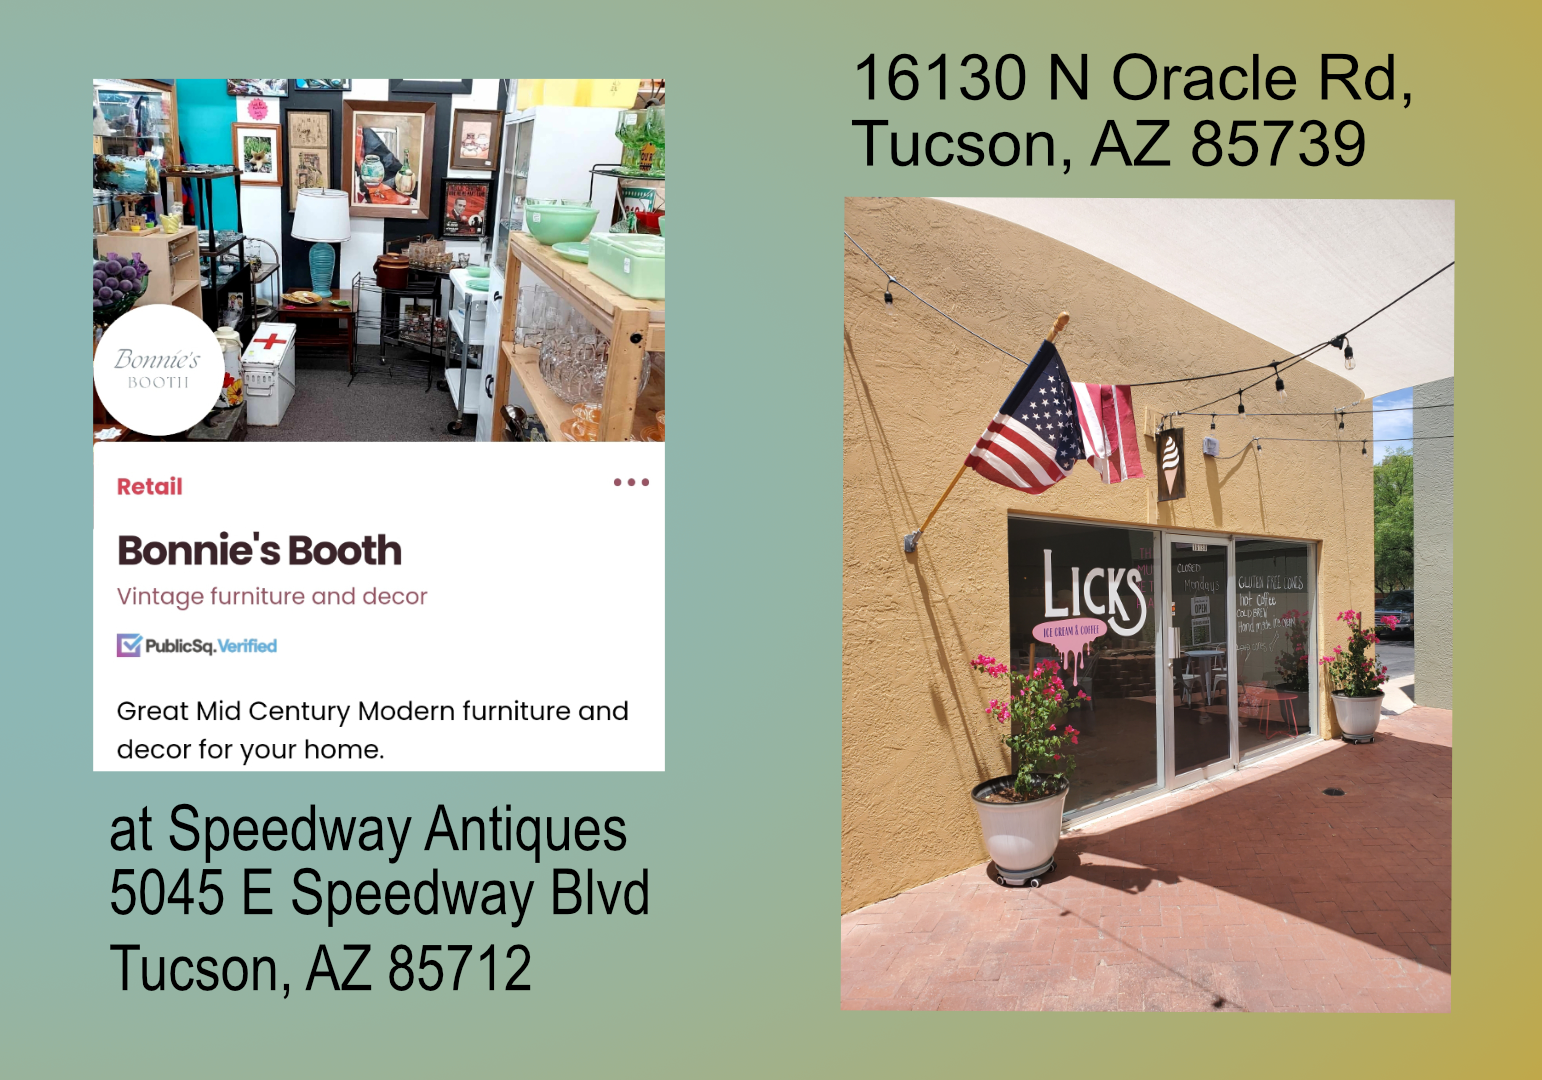 Bonnie's
BOOTH
Retail
Bonnie's Booth
Vintage furniture and decor
PublicSq.Verified
Great Mid Century Modern furniture and
decor for your home.
at Speedway Antiques
5045 E Speedway Blvd
Tucson, AZ 85712
16130 N Oracle Rd,
Tucson, AZ 85739
LICKS
ICE CREAM & COFFEE
CLOSED
Mondays
OPEN
GLUTEN FREE CONES
hot coffee
COLD BREW